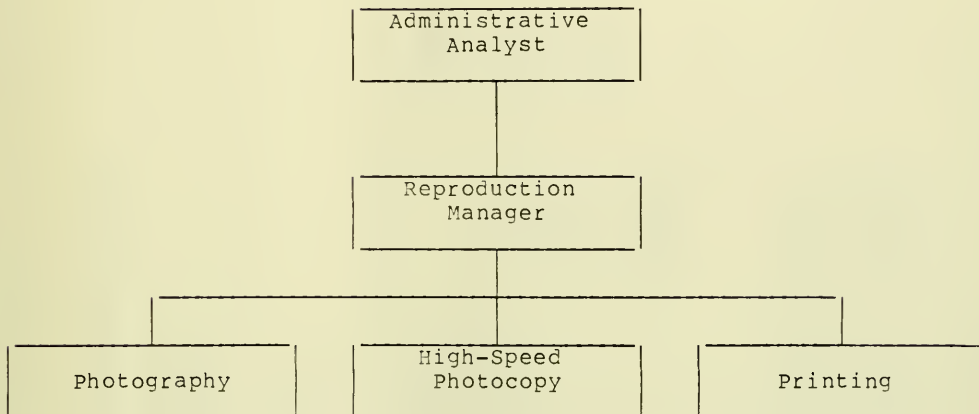 Administrative
Analyst
Reproduction
Manager
Photography
High-Speed
Photocopy
Printing